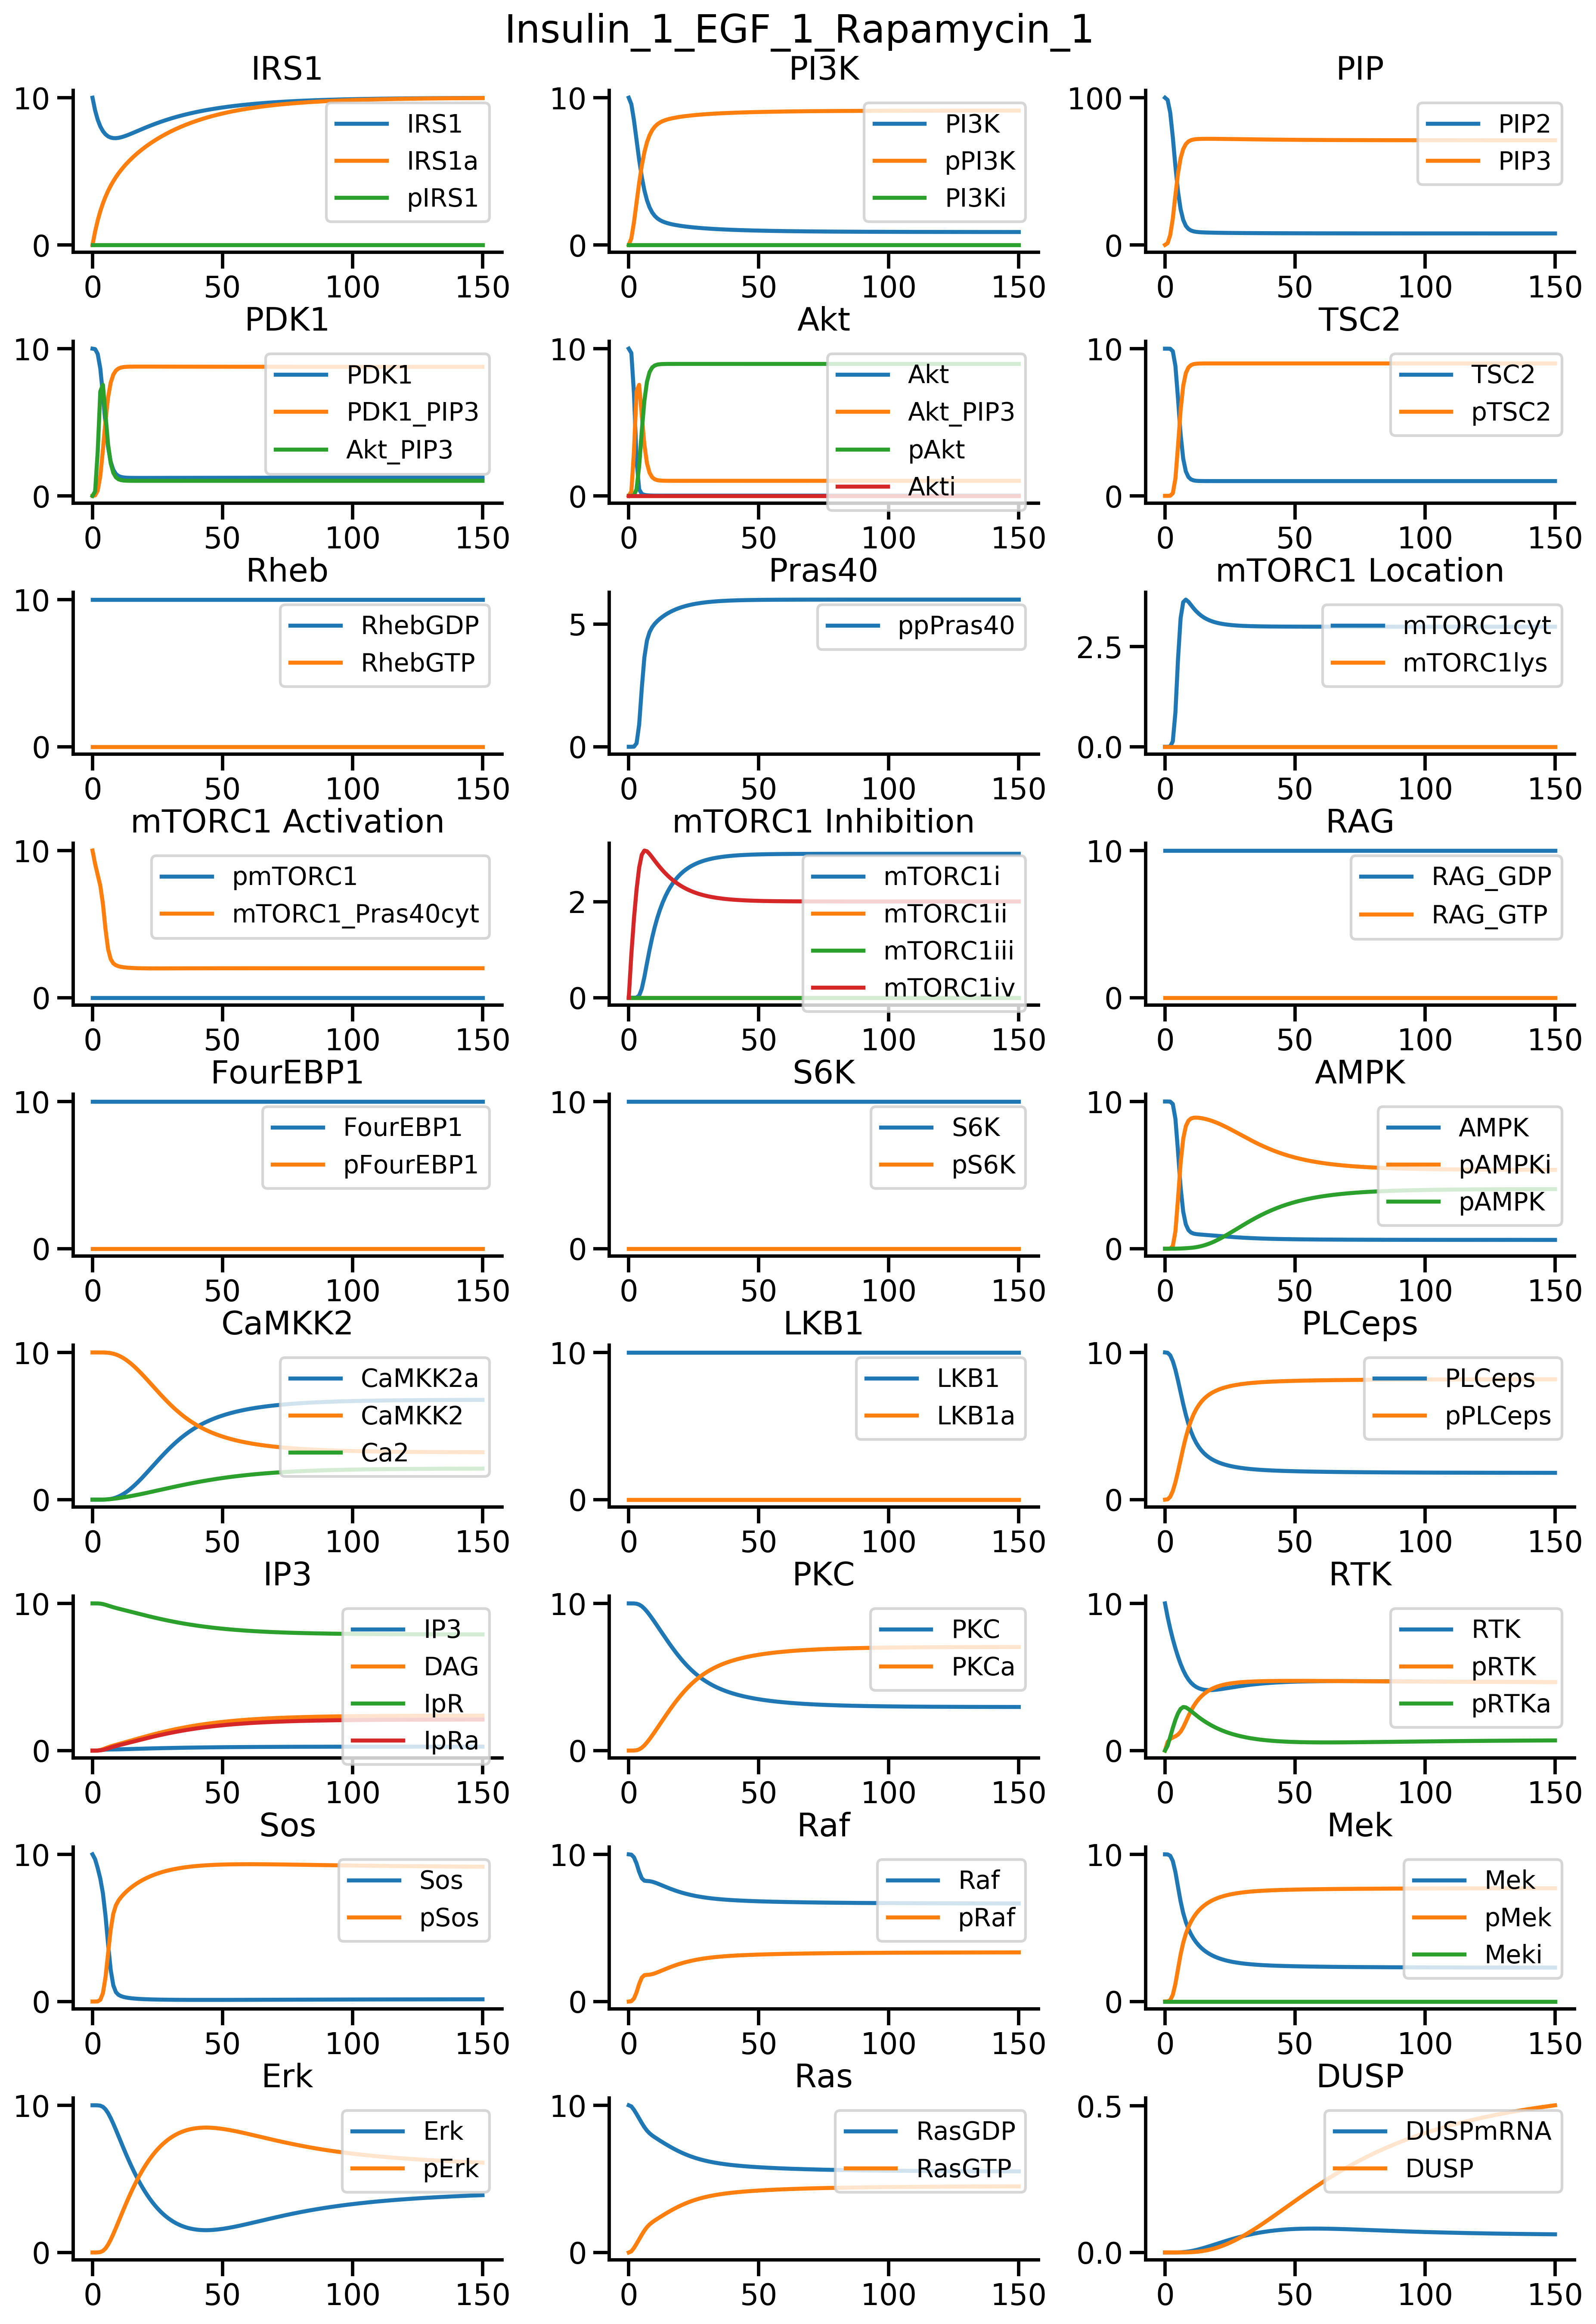 Insulin_1_EGF_1_Rapamycin_1
IRS1
10
0
0 50 100 150
IRS1
IRS1a
pIRS1
PI3K
10
0
0 50 100 150
PI3K
pPI3K
PI3Ki
PIP
100
0
0 50 100 150
PIP2
PIP3
PDK1
10
0
0 50 100 150
PDK1
PDK1_PIP3
Akt_PIP3
Akt
10
0
0 50 100 150
Akt
Akt_PIP3
pAkt
Akti
TSC2
10
0
0 50 100 150
TSC2
pTSC2
Rheb
10
0
0 50 100 150
RhebGDP
RhebGTP
Pras40
5
0
0 50 100 150
ppPras40
mTORC1 Location
2.5
0.0
0 50 100 150
mTORC1cyt
mTORC1lys
mTORC1 Activation
10
0
0 50 100 150
pmTORC1
mTORC1_Pras40cyt
mTORC1 Inhibition
2
0
0 50 100 150
mTORC1i
mTORC1ii
mTORC1iii
mTORC1iv
RAG
10
0
0 50 100 150
RAG_GDP
RAG_GTP
FourEBP1
10
0
0 50 100 150
FourEBP1
pFourEBP1
S6K
10
0
0 50 100 150
S6K
pS6K
AMPK
10
0
0 50 100 150
AMPK
pAMPKi
pAMPK
CaMKK2
10
0
0 50 100 150
CaMKK2a
CaMKK2
Ca2
LKB1
10
0
0 50 100 150
LKB1
LKB1a
PLCeps
10
0
0 50 100 150
PLCeps
pPLCeps
IP3
10
0
0 50 100 150
IP3
DAG
IpR
IpRa
PKC
10
0
0 50 100 150
PKC
PKCa
RTK
10
0
0 50 100 150
RTK
pRTK
pRTKa
Sos
10
0
0 50 100 150
Sos
pSos
Raf
10
0
0 50 100 150
Raf
pRaf
Mek
10
0
0 50 100 150
Mek
pMek
Meki
Erk
10
0
0 50 100 150
Erk
pErk
Ras
10
0
0 50 100 150
RasGDP
RasGTP
DUSP
0.5
0.0
0 50 100 150
DUSPmRNA
DUSP